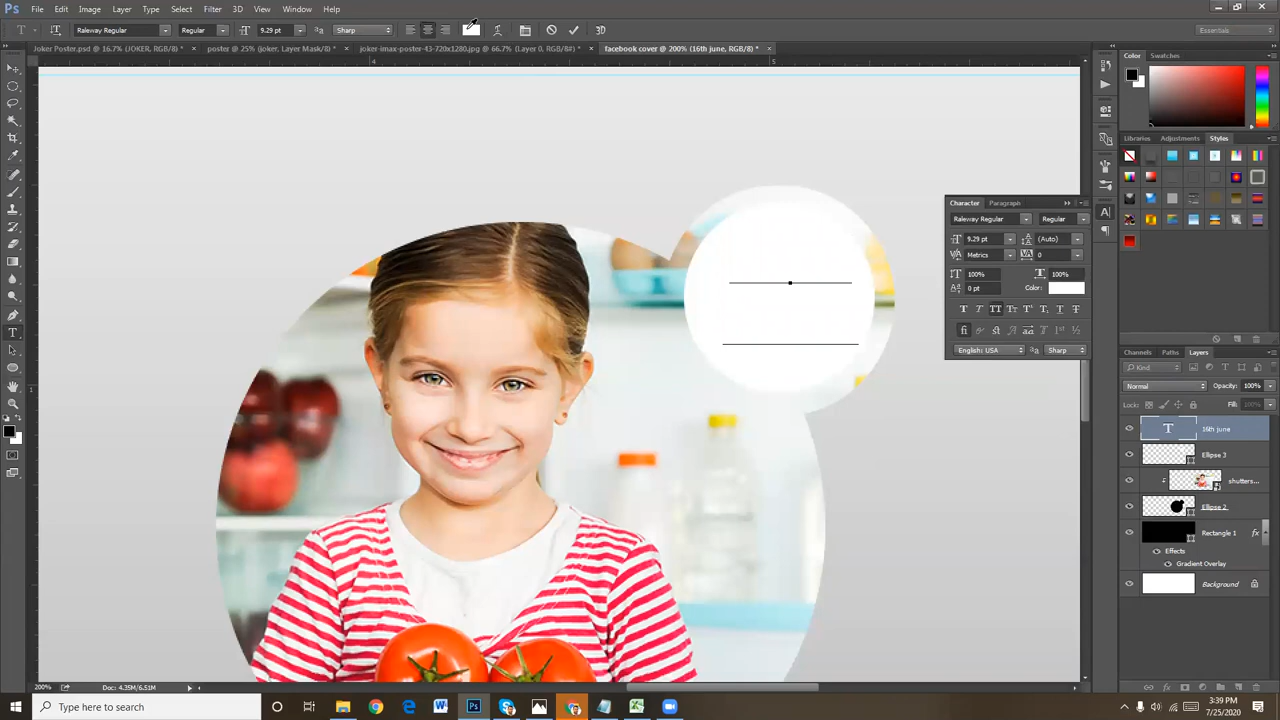 Ps File Edit Image Layer Type Select Filter 3D View Window Help
Raleway Regular Regular 9.29 pt Sharp 3D Essentials
Joker Poster.psd @ 16.7% (JOKER, RGB/8) * × poster @ 25% (joker, Layer Mask/8) * × joker-imax-poster-43-720x1280.jpg @ 66.7% (Layer 0, RGB/8#) * × facebook cover @ 200% (16th june, RGB/8) * ×
4 5
1
Color Swatches
Libraries Adjustments Styles
Character Paragraph
Raleway Regular Regular
9.29 pt (Auto)
Metrics 0
100% 100%
0 pt Color:
English: USA Sharp
Channels Paths Layers
Kind
Normal Opacity: 100%
Lock: Fill: 100%
16th june
Ellipse 3
shutters...
Ellipse 2
Rectangle 1 fx
Effects
Gradient Overlay
Background
200% Doc: 4.35M/6.51M
Type here to search
3:39 PM
7/25/2020